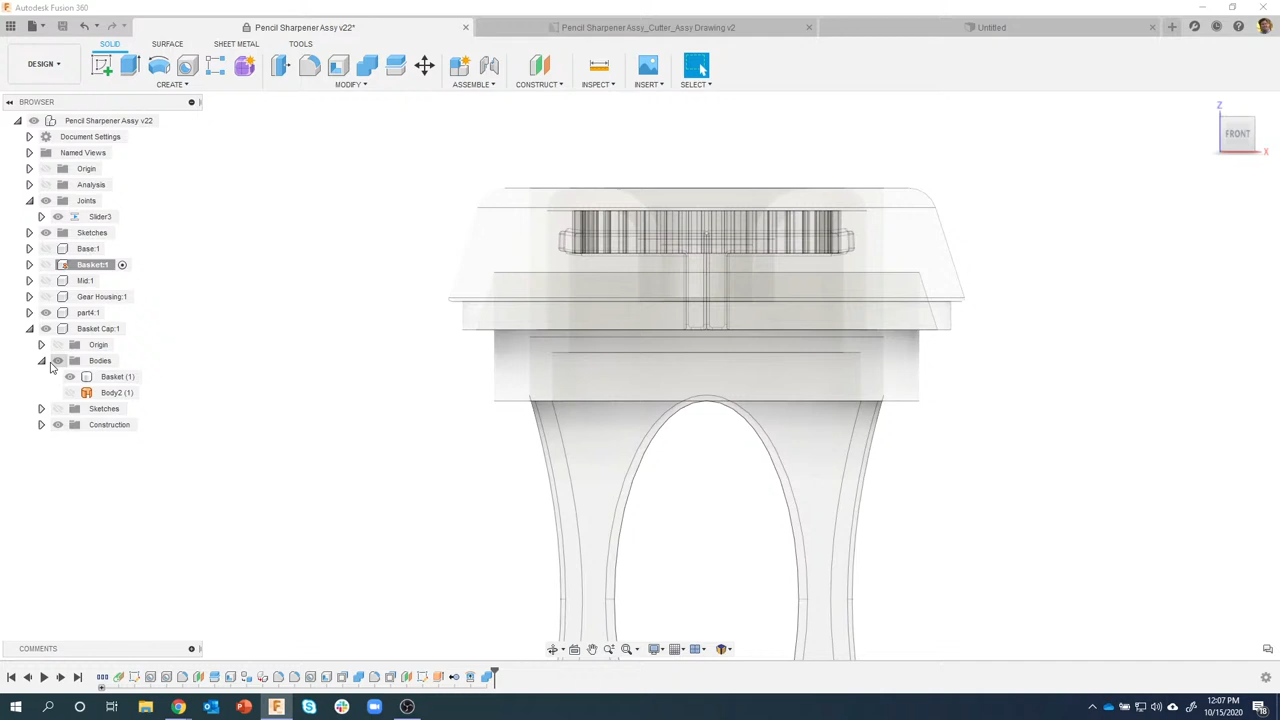 Autodesk Fusion 360
Pencil Sharpener Assy v22*
Pencil Sharpener Assy_Cutter_Assy Drawing v2
Untitled
SOLID
SURFACE
SHEET METAL
TOOLS
DESIGN
CREATE
MODIFY
ASSEMBLE
CONSTRUCT
INSPECT
INSERT
SELECT
BROWSER
Pencil Sharpener Assy v22
Document Settings
Named Views
Origin
Analysis
Joints
Slider3
Sketches
Base:1
Basket:1
Mid:1
Gear Housing:1
part4:1
Basket Cap:1
Origin
Bodies
Basket (1)
Body2 (1)
Sketches
Construction
Z
FRONT
X
COMMENTS
12:07 PM
10/15/2020
18